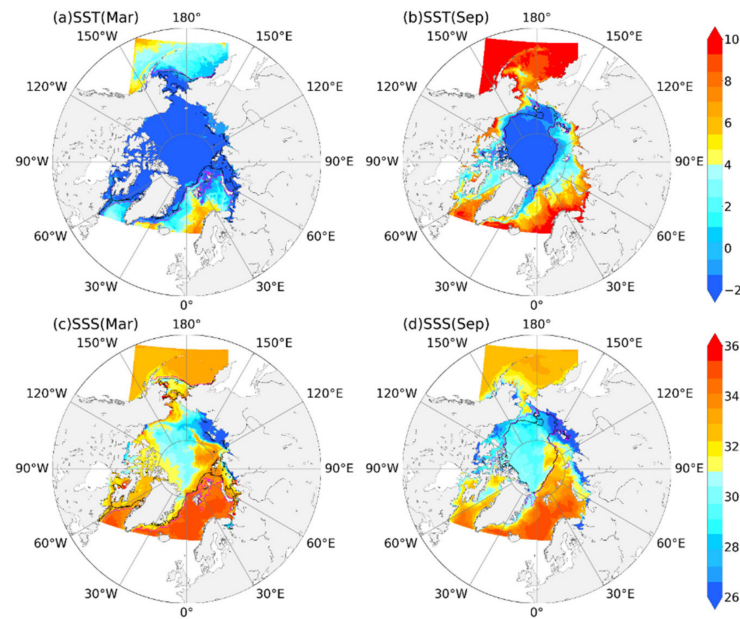 (a)SST(Mar)
180°
150°W
150°E
120°W
120°E
90°W
90°E
60°W
60°E
30°W
30°E
0°
(b)SST(Sep)
180°
150°W
150°E
120°W
120°E
90°W
90°E
60°W
60°E
30°W
30°E
0°
10
8
6
4
2
0
−2
(c)SSS(Mar)
180°
150°W
150°E
120°W
120°E
90°W
90°E
60°W
60°E
30°W
30°E
0°
(d)SSS(Sep)
180°
150°W
150°E
120°W
120°E
90°W
90°E
60°W
60°E
30°W
30°E
0°
36
34
32
30
28
26